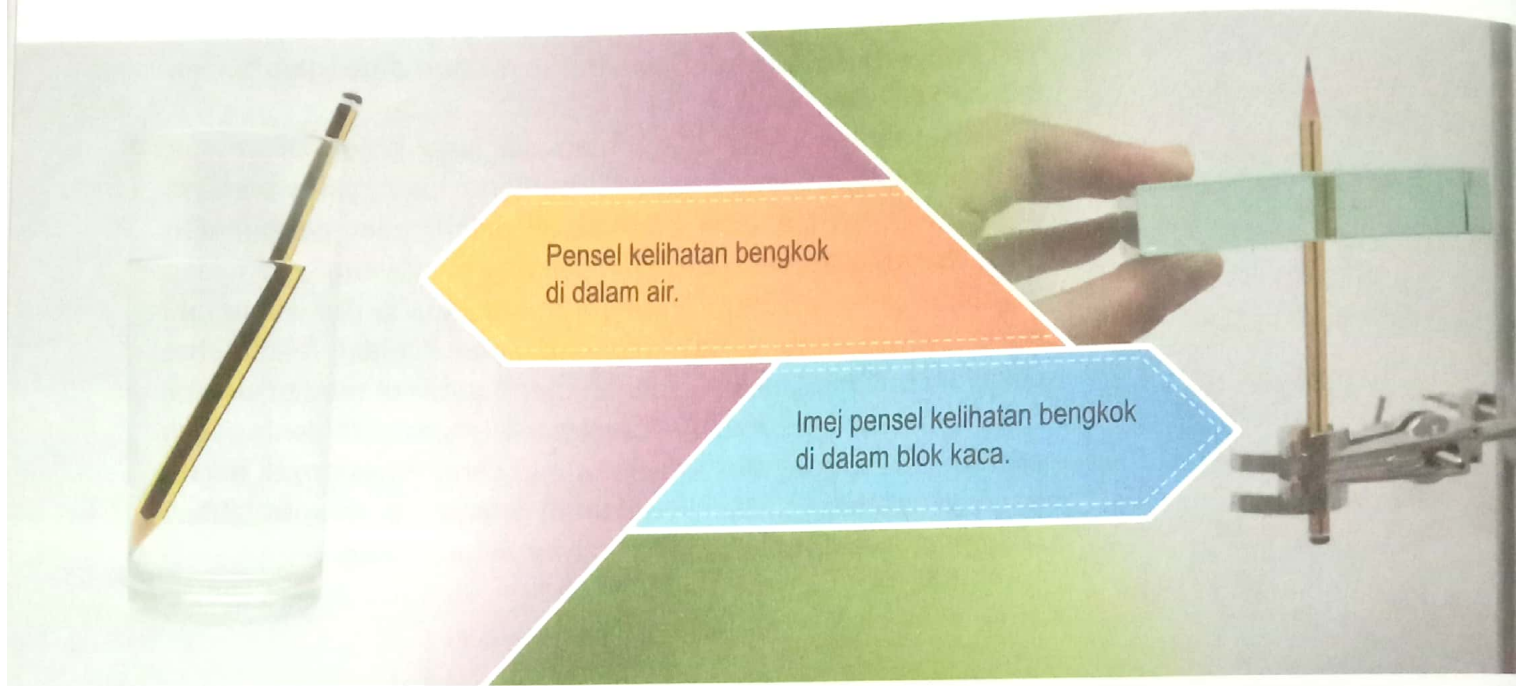 Pensel kelihatan bengkok
di dalam air.
Imej pensel kelihatan bengkok
di dalam blok kaca.